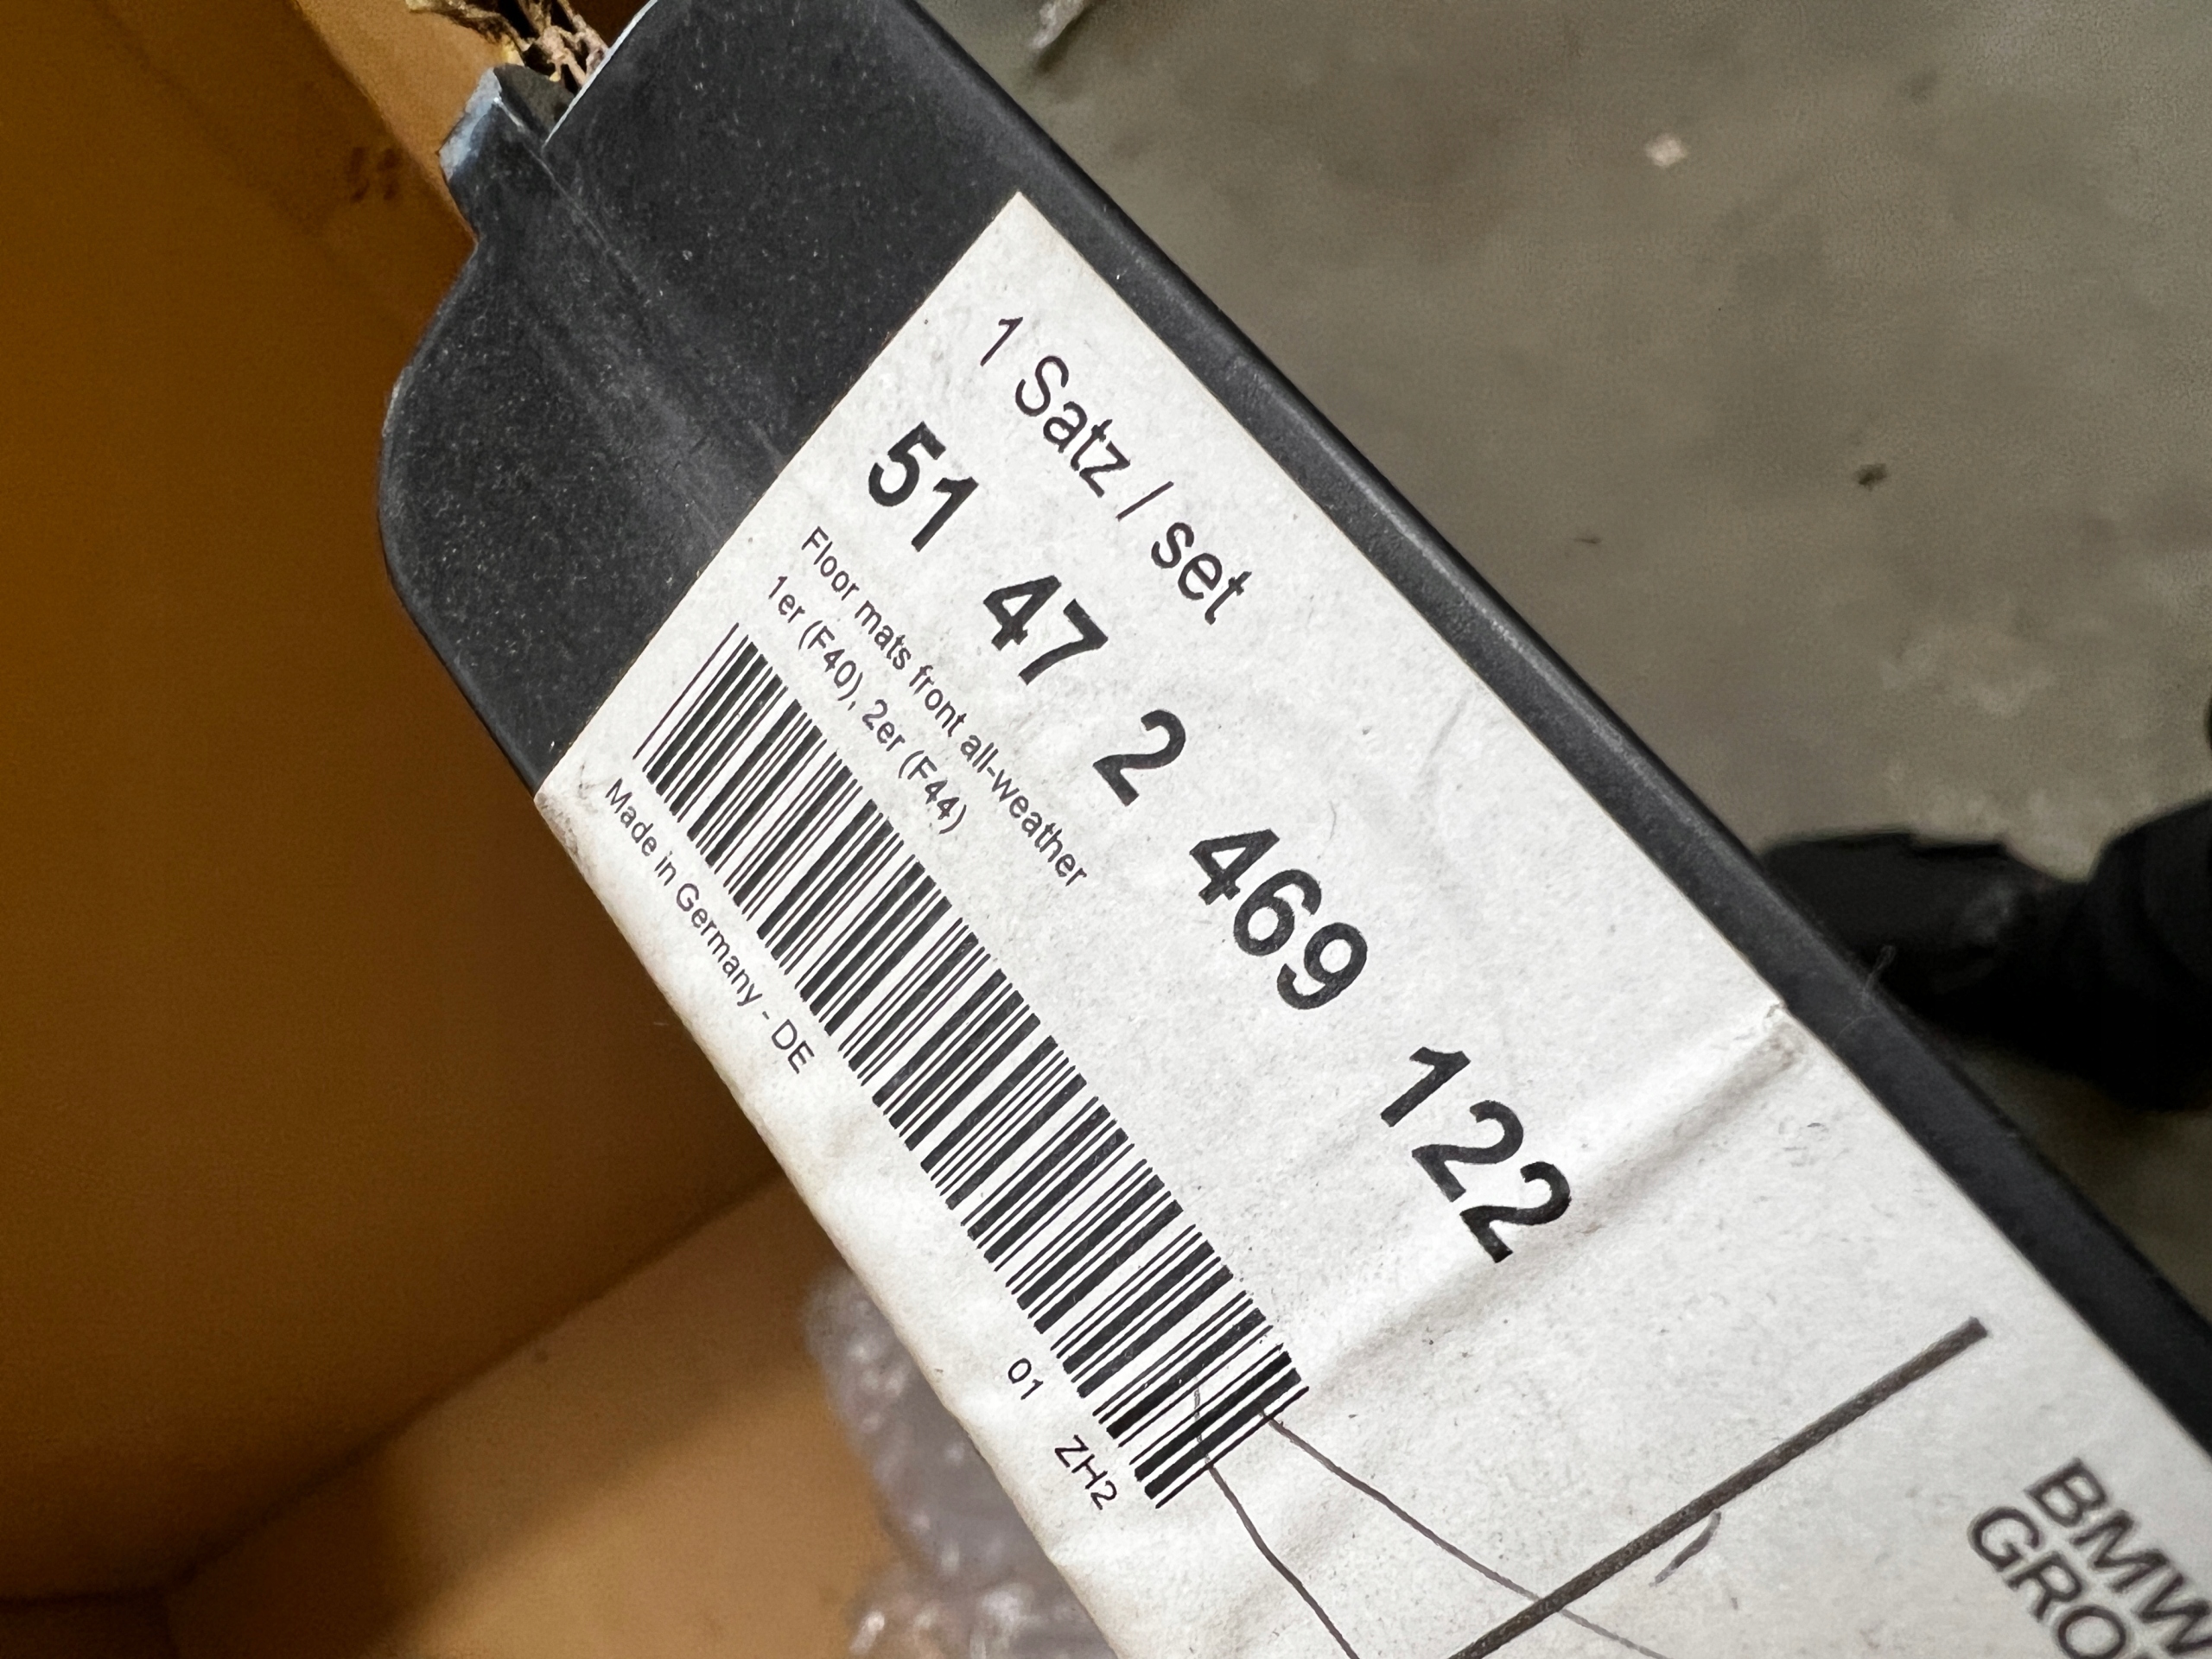 1 Satz / set
51 47 2 469 122
Floor mats front all-weather
1er (F40), 2er (F44)
Made in Germany - DE
01 ZH2
BMW